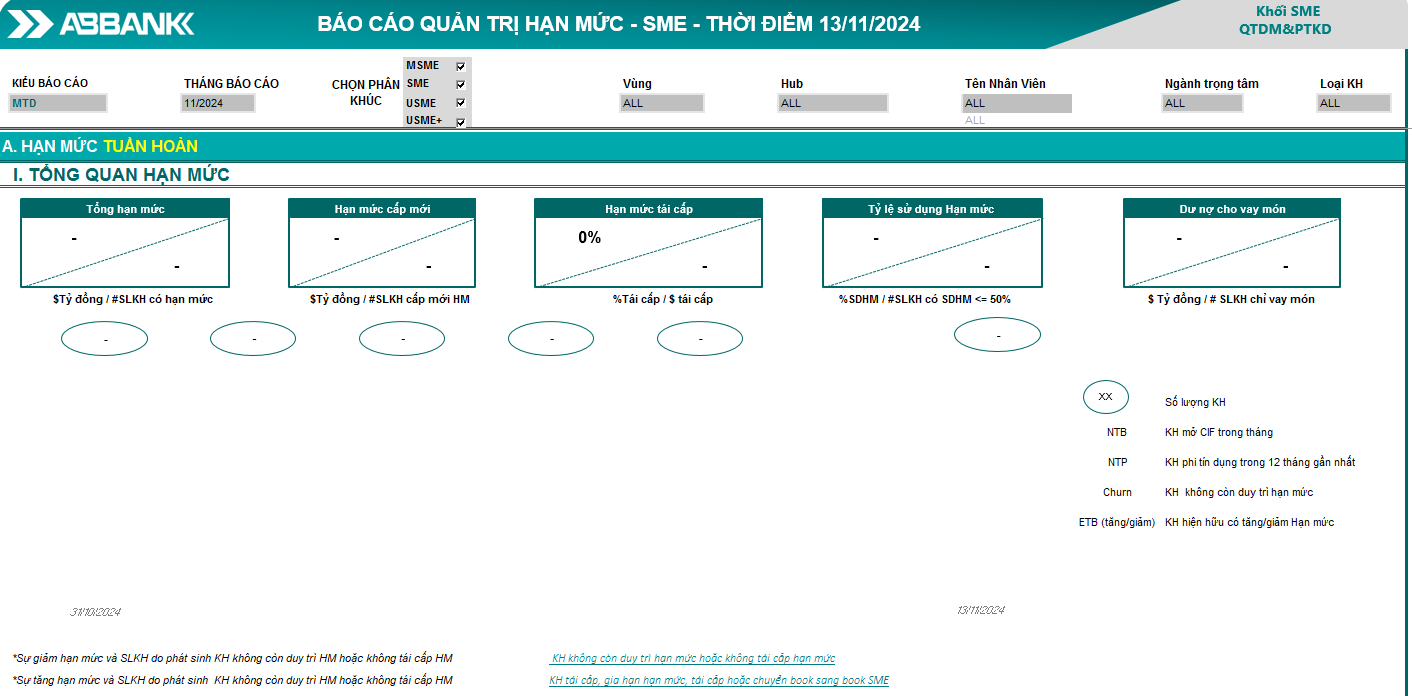 ABBANK
BÁO CÁO QUẢN TRỊ HẠN MỨC - SME - THỜI ĐIỂM 13/11/2024
Khối SME
QTDM&PTKD
KIỂU BÁO CÁO
MTD
THÁNG BÁO CÁO
11/2024
CHỌN PHÂN
KHÚC
MSME
SME
USME
USME+
Vùng
ALL
Hub
ALL
Tên Nhân Viên
ALL
ALL
Ngành trọng tâm
ALL
Loại KH
ALL
A. HẠN MỨC TUẦN HOÀN
I. TỔNG QUAN HẠN MỨC
Tổng hạn mức
-
-
$Tỷ đồng / #SLKH có hạn mức
Hạn mức cấp mới
-
-
$Tỷ đồng / #SLKH cấp mới HM
Hạn mức tái cấp
0%
-
%Tái cấp / $ tái cấp
Tỷ lệ sử dụng Hạn mức
-
-
%SDHM / #SLKH có SDHM <= 50%
Dư nợ cho vay món
-
-
$ Tỷ đồng / # SLKH chỉ vay món
- - - - - -
XX Số lượng KH
NTB KH mở CIF trong tháng
NTP KH phi tín dụng trong 12 tháng gần nhất
Churn KH không còn duy trì hạn mức
ETB (tăng/giảm) KH hiện hữu có tăng/giảm Hạn mức
31/10/2024 13/11/2024
*Sự giảm hạn mức và SLKH do phát sinh KH không còn duy trì HM hoặc không tái cấp HM
KH không còn duy trì hạn mức hoặc không tái cấp hạn mức
*Sự tăng hạn mức và SLKH do phát sinh KH không còn duy trì HM hoặc không tái cấp HM
KH tái cấp, gia hạn hạn mức, tái cấp hoặc chuyển book sang book SME